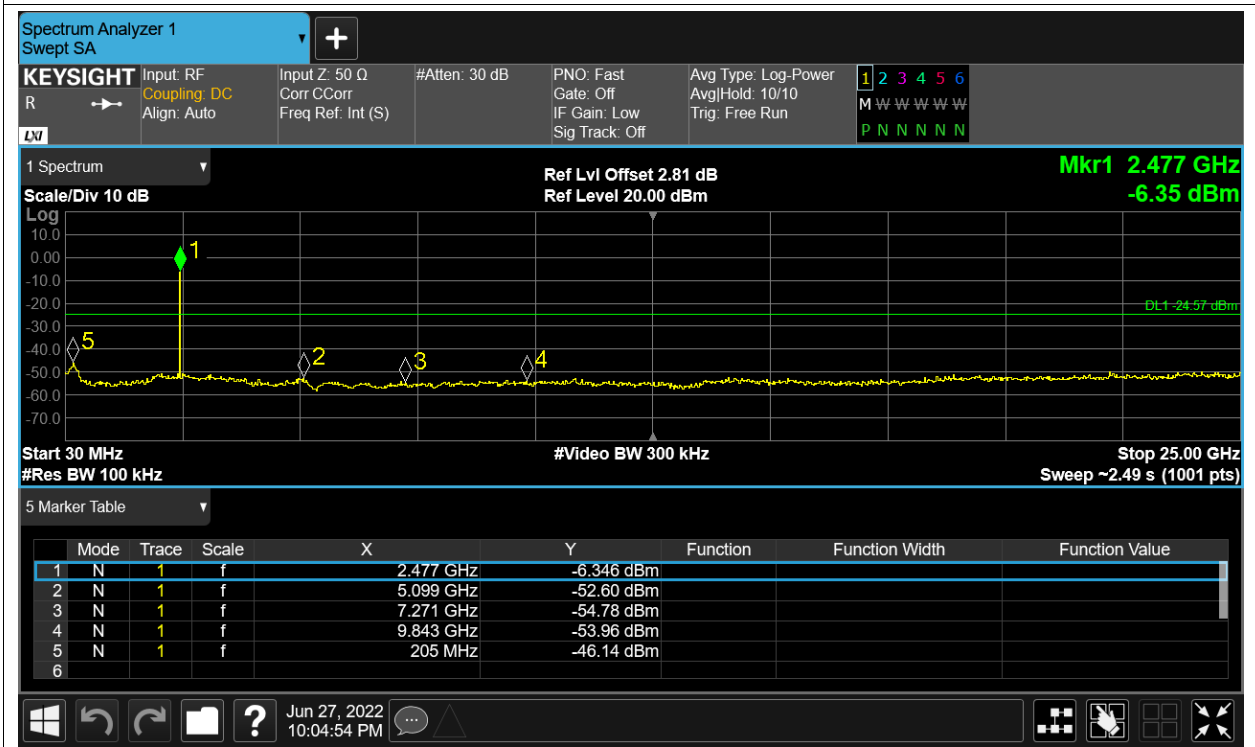 Spectrum Analyzer 1
Swept SA
KEYSIGHT Input: RF Input Z: 50 Ω #Atten: 30 dB PNO: Fast Avg Type: Log-Power 1 2 3 4 5 6
R Coupling: DC Corr CCorr Gate: Off Avg|Hold: 10/10 M W W W W W
Align: Auto Freq Ref: Int (S) IF Gain: Low Trig: Free Run
LXI Sig Track: Off P N N N N N
1 Spectrum Ref Lvl Offset 2.81 dB Mkr1 2.477 GHz
Scale/Div 10 dB Ref Level 20.00 dBm -6.35 dBm
Log
10.0
0.00 1
-10.0
-20.0 DL1 -24.57 dBm
-30.0
-40.0 5 2 3 4
-50.0
-60.0
-70.0
Start 30 MHz #Video BW 300 kHz Stop 25.00 GHz
#Res BW 100 kHz Sweep ~2.49 s (1001 pts)
5 Marker Table
Mode Trace Scale X Y Function Function Width Function Value
1 N 1 f 2.477 GHz -6.346 dBm
2 N 1 f 5.099 GHz -52.60 dBm
3 N 1 f 7.271 GHz -54.78 dBm
4 N 1 f 9.843 GHz -53.96 dBm
5 N 1 f 205 MHz -46.14 dBm
6
? Jun 27, 2022
10:04:54 PM